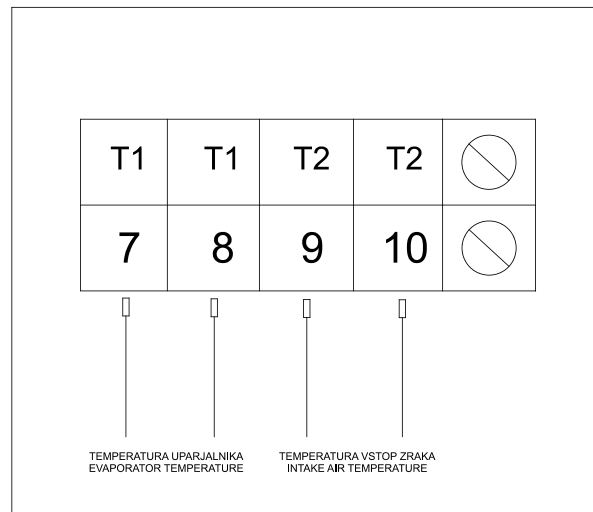 T1 T1 T2 T2
7 8 9 10
TEMPERATURA UPARJALNIKA
EVAPORATOR TEMPERATURE
TEMPERATURA VSTOP ZRAKA
INTAKE AIR TEMPERATURE